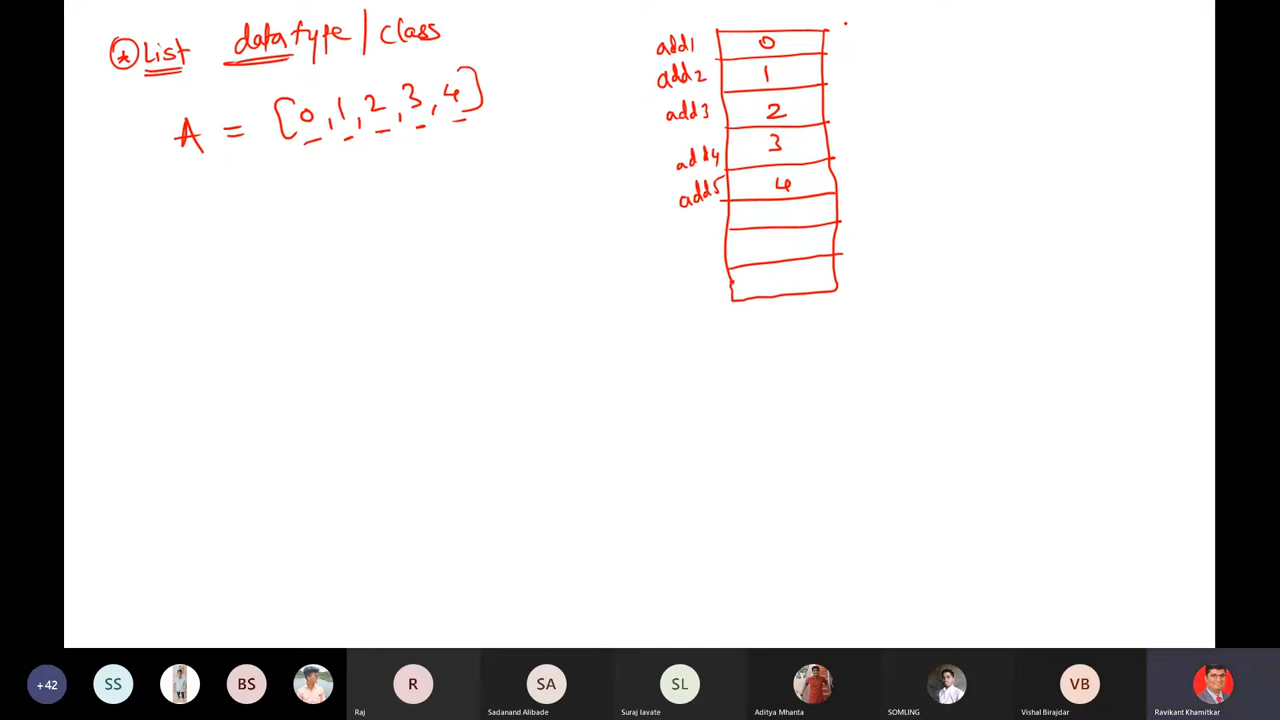 * List datatype / class
A = [0, 1, 2, 3, 4]
add1 0
add2 1
add3 2
add4 3
add5 4
+42 SS BS R SA SL VB
Raj Sadanand Alibade Suraj Javate Aditya Mhanta SOMLING Vishal Birajdar Ravikant Khamitkar